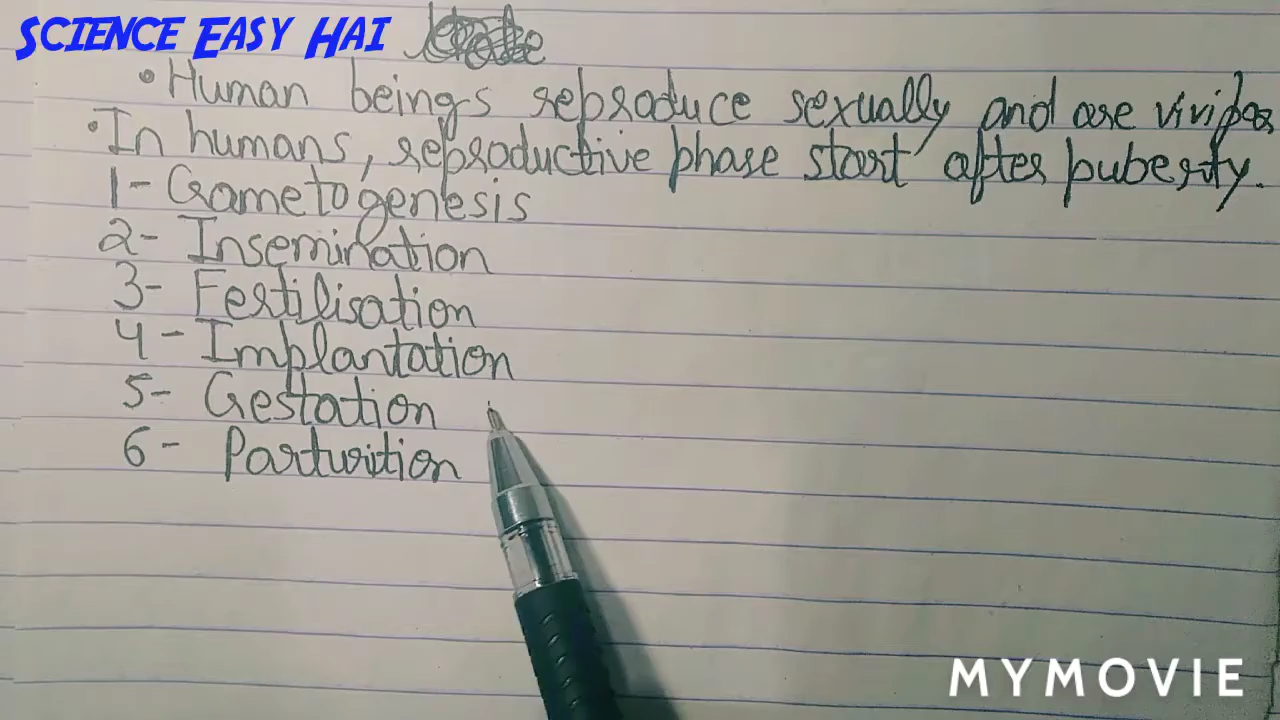 SCIENCE EASY HAI
• Human beings reproduce sexually and are
• In humans, reproductive phase start after puberty.
1- Gametogenesis
2- Insemination
3- Fertilisation
4- Implantation
5- Gestation
6- Parturition
MYMOVIE